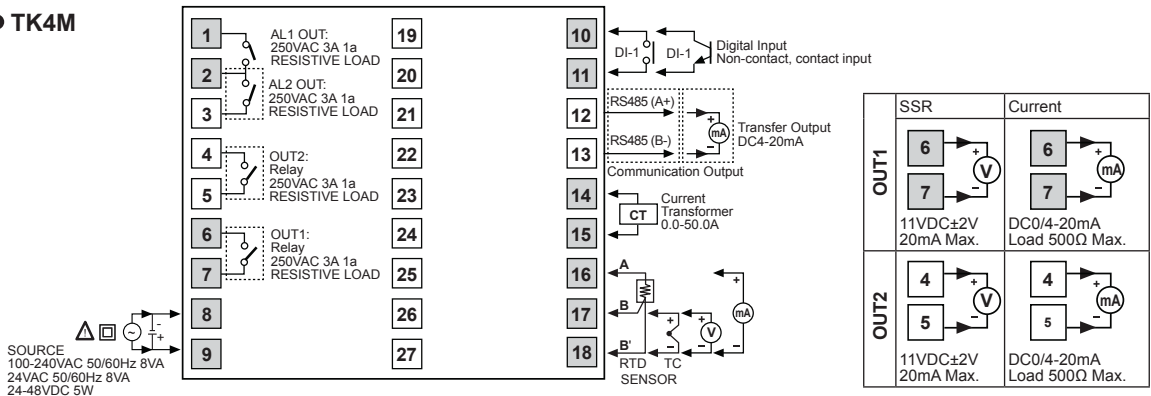 TK4M
1
2
3
4
5
6
7
8
9
AL1 OUT:
250VAC 3A 1a
RESISTIVE LOAD
AL2 OUT:
250VAC 3A 1a
RESISTIVE LOAD
OUT2:
Relay
250VAC 3A 1a
RESISTIVE LOAD
OUT1:
Relay
250VAC 3A 1a
RESISTIVE LOAD
-
+
SOURCE
100-240VAC 50/60Hz 8VA
24VAC 50/60Hz 8VA
24-48VDC 5W
19
20
21
22
23
24
25
26
27
10
11
12
13
14
15
16
17
18
DI-1
DI-1
Digital Input
Non-contact, contact input
RS485 (A+)
RS485 (B-)
+
mA
-
Transfer Output
DC4-20mA
Communication Output
CT
Current
Transformer
0.0-50.0A
A
B
B'
+
-
+
V
-
+
mA
-
RTD TC
SENSOR
SSR
Current
OUT1
6
7
+
V
-
11VDC±2V
20mA Max.
6
7
+
mA
-
DC0/4-20mA
Load 500Ω Max.
OUT2
4
5
+
V
-
11VDC±2V
20mA Max.
4
5
+
mA
-
DC0/4-20mA
Load 500Ω Max.